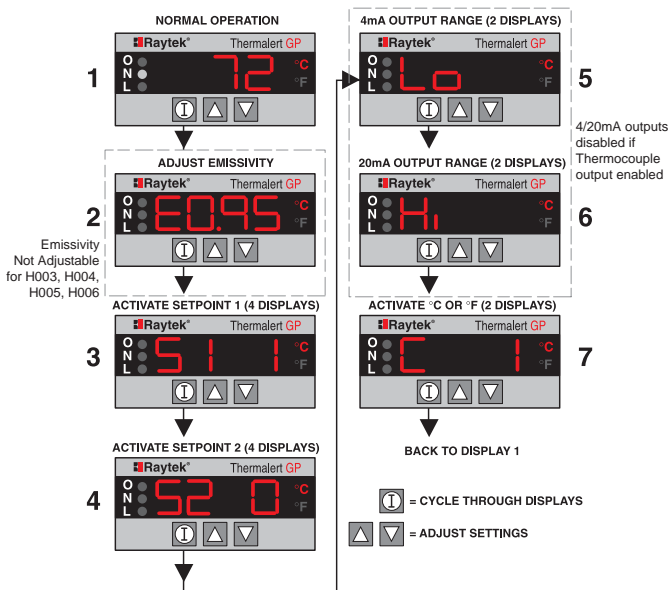 NORMAL OPERATION
1
Raytek® Thermalert GP
O
N
L
72
°C
°F
ADJUST EMISSIVITY
2
Raytek® Thermalert GP
O
N
L
E0.95
°C
°F
Emissivity
Not Adjustable
for H003, H004,
H005, H006
ACTIVATE SETPOINT 1 (4 DISPLAYS)
3
Raytek® Thermalert GP
O
N
L
S1 1
°C
°F
ACTIVATE SETPOINT 2 (4 DISPLAYS)
4
Raytek® Thermalert GP
O
N
L
S2 0
°C
°F
4mA OUTPUT RANGE (2 DISPLAYS)
5
Raytek® Thermalert GP
O
N
L
Lo
°C
°F
4/20mA outputs
disabled if
Thermocouple
output enabled
20mA OUTPUT RANGE (2 DISPLAYS)
6
Raytek® Thermalert GP
O
N
L
Hi
°C
°F
ACTIVATE °C OR °F (2 DISPLAYS)
7
Raytek® Thermalert GP
O
N
L
C 1
°C
°F
BACK TO DISPLAY 1
= CYCLE THROUGH DISPLAYS
= ADJUST SETTINGS